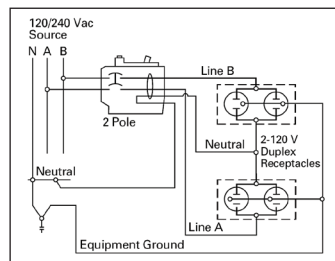 120/240 Vac
Source
N A B
Line B
2 Pole
Neutral
2-120 V
Duplex
Receptacles
Neutral
Line A
Equipment Ground